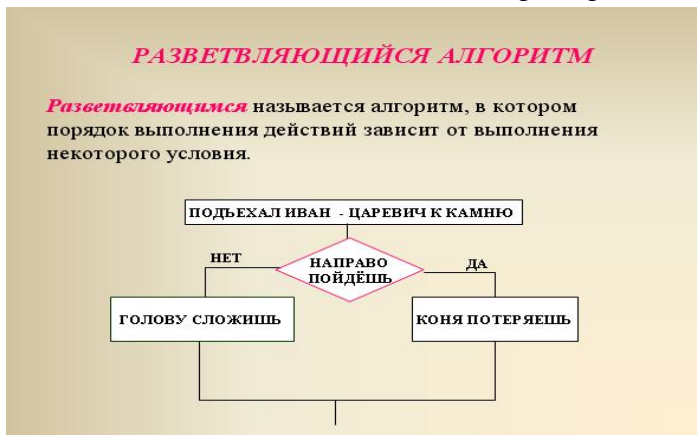 РАЗВЕТВЛЯЮЩИЙСЯ АЛГОРИТМ
Разветвляющимся называется алгоритм, в котором
порядок выполнения действий зависит от выполнения
некоторого условия.
ПОДЪЕХАЛ ИВАН - ЦАРЕВИЧ К КАМНЮ
НЕТ
НАПРАВО
ПОЙДЁШЬ
ДА
ГОЛОВУ СЛОЖИШЬ
КОНЯ ПОТЕРЯЕШЬ